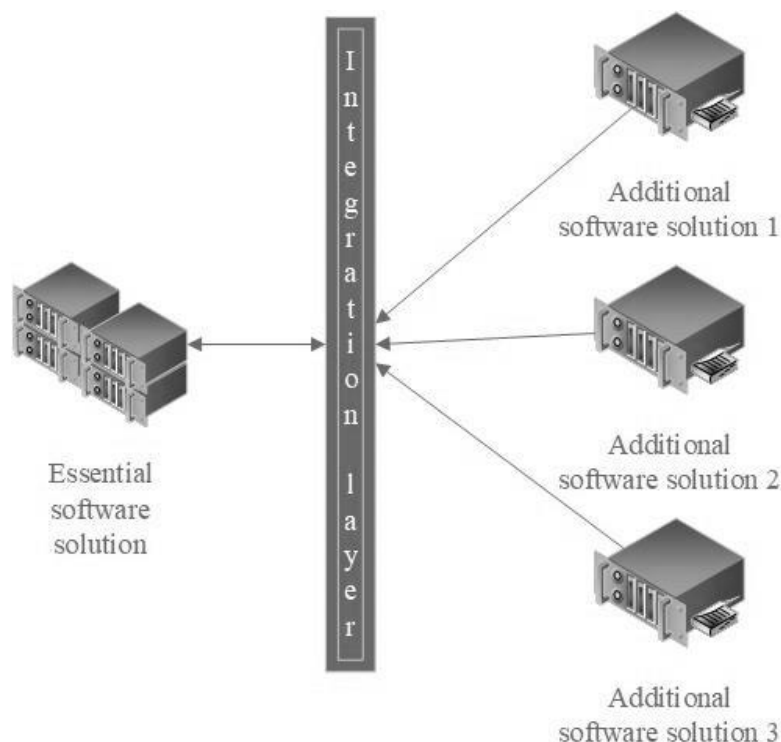 Integration layer
Essential
software
solution
Additional
software solution 1
Additional
software solution 2
Additional
software solution 3